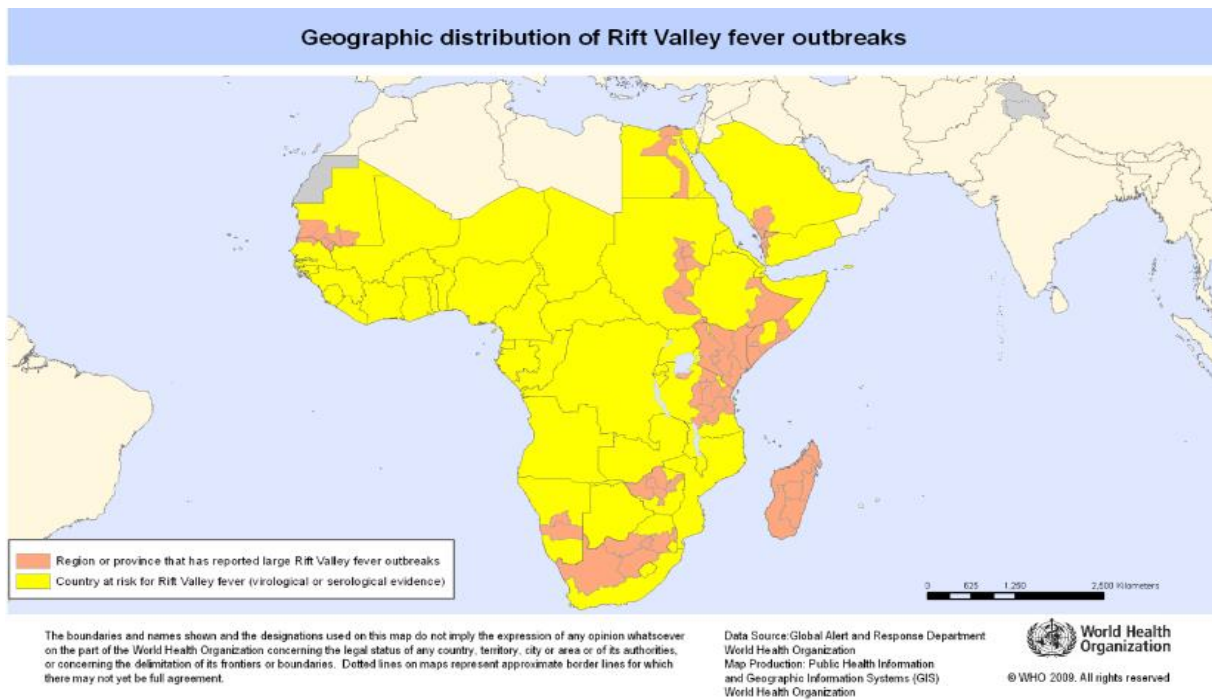 Geographic distribution of Rift Valley fever outbreaks
Region or province that has reported large Rift Valley fever outbreaks
Country at risk for Rift Valley fever (virological or serological evidence)
0 625 1,250 2,500 Kilometers
The boundaries and names shown and the designations used on this map do not imply the expression of any opinion whatsoever
on the part of the World Health Organization concerning the legal status of any country, territory, city or area or of its authorities,
or concerning the delimitation of its frontiers or boundaries. Dotted lines on maps represent approximate border lines for which
there may not yet be full agreement.
Data Source:Global Alert and Response Department
World Health Organization
Map Production: Public Health Information
and Geographic Information Systems (GIS)
World Health Organization
World Health
Organization
© WHO 2009. All rights reserved